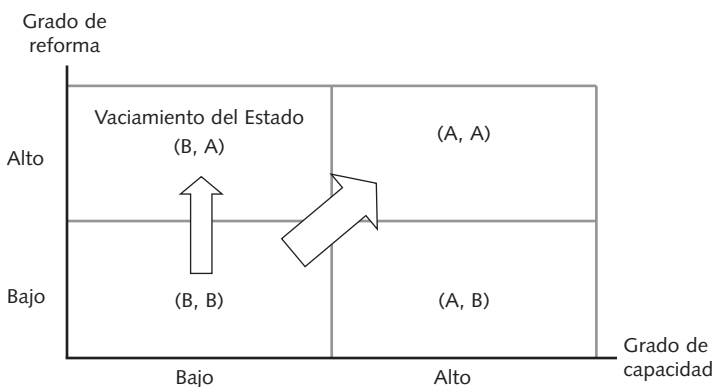 Grado de
reforma
Vaciamiento del Estado
(B, A)
(A, A)
Alto
Bajo
(B, B)
(A, B)
Grado de
capacidad
Bajo
Alto